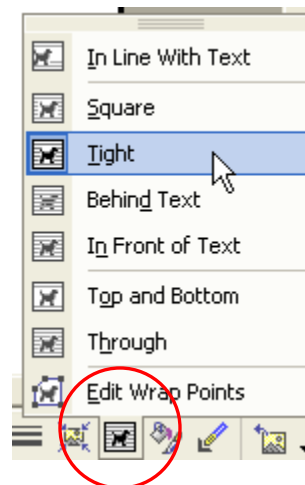 In Line With Text
Square
Tight
Behind Text
In Front of Text
Top and Bottom
Through
Edit Wrap Points